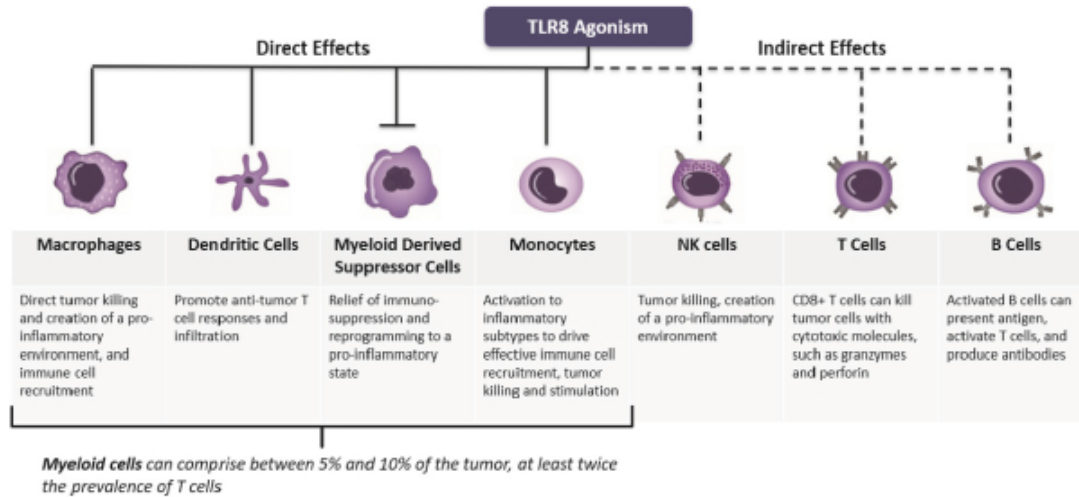 TLR8 Agonism
Direct Effects
Indirect Effects
Macrophages
Direct tumor killing
and creation of a pro-
inflammatory
environment, and
immune cell
recruitment
Dendritic Cells
Promote anti-tumor T
cell responses and
infiltration
Myeloid Derived
Suppressor Cells
Relief of immuno-
suppression and
reprogramming to a
pro-inflammatory
state
Monocytes
Activation to
inflammatory
subtypes to drive
effective immune cell
recruitment, tumor
killing and stimulation
NK cells
Tumor killing, creation
of a pro-inflammatory
environment
T Cells
CD8+ T cells can kill
tumor cells with
cytotoxic molecules,
such as granzymes
and perforin
B Cells
Activated B cells can
present antigen,
activate T cells, and
produce antibodies
Myeloid cells can comprise between 5% and 10% of the tumor, at least twice
the prevalence of T cells